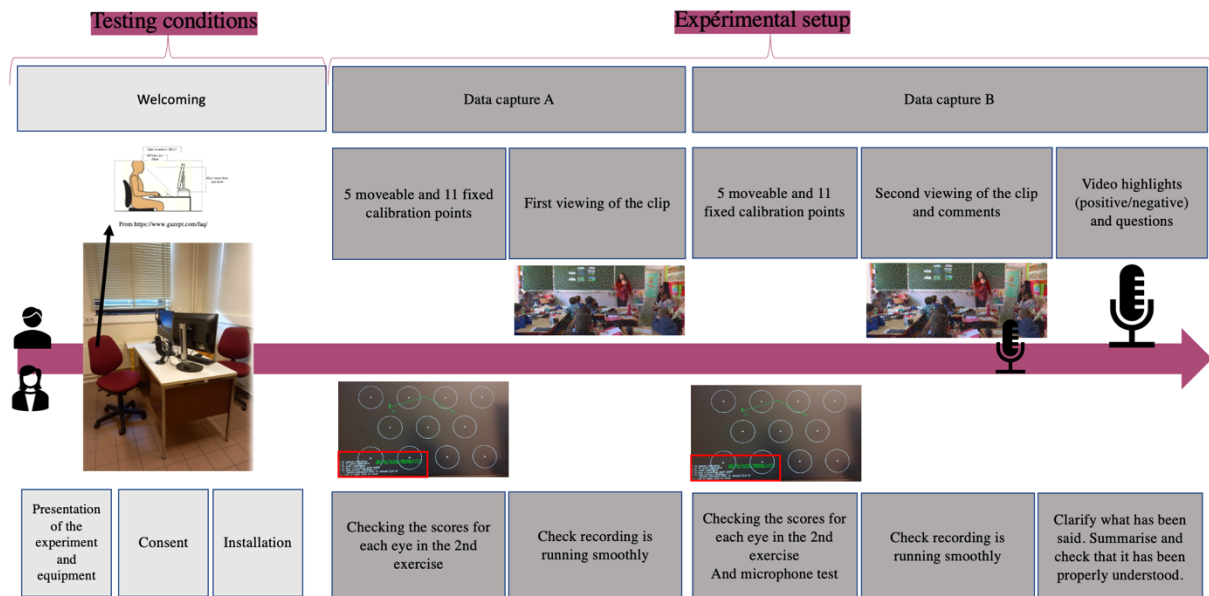 Testing conditions
Expérimental setup
Welcoming
Data capture A
Data capture B
5 moveable and 11
fixed calibration points
First viewing of the clip
5 moveable and 11
fixed calibration points
Second viewing of the clip
and comments
Video highlights
(positive/negative)
and questions
From https://www.gazept.com/faq/
Presentation
of the
experiment
and
equipment
Consent
Installation
Checking the scores for
each eye in the 2nd
exercise
Check recording is
running smoothly
Checking the scores for
each eye in the 2nd
exercise
And microphone test
Check recording is
running smoothly
Clarify what has been
said. Summarise and
check that it has been
properly understood.